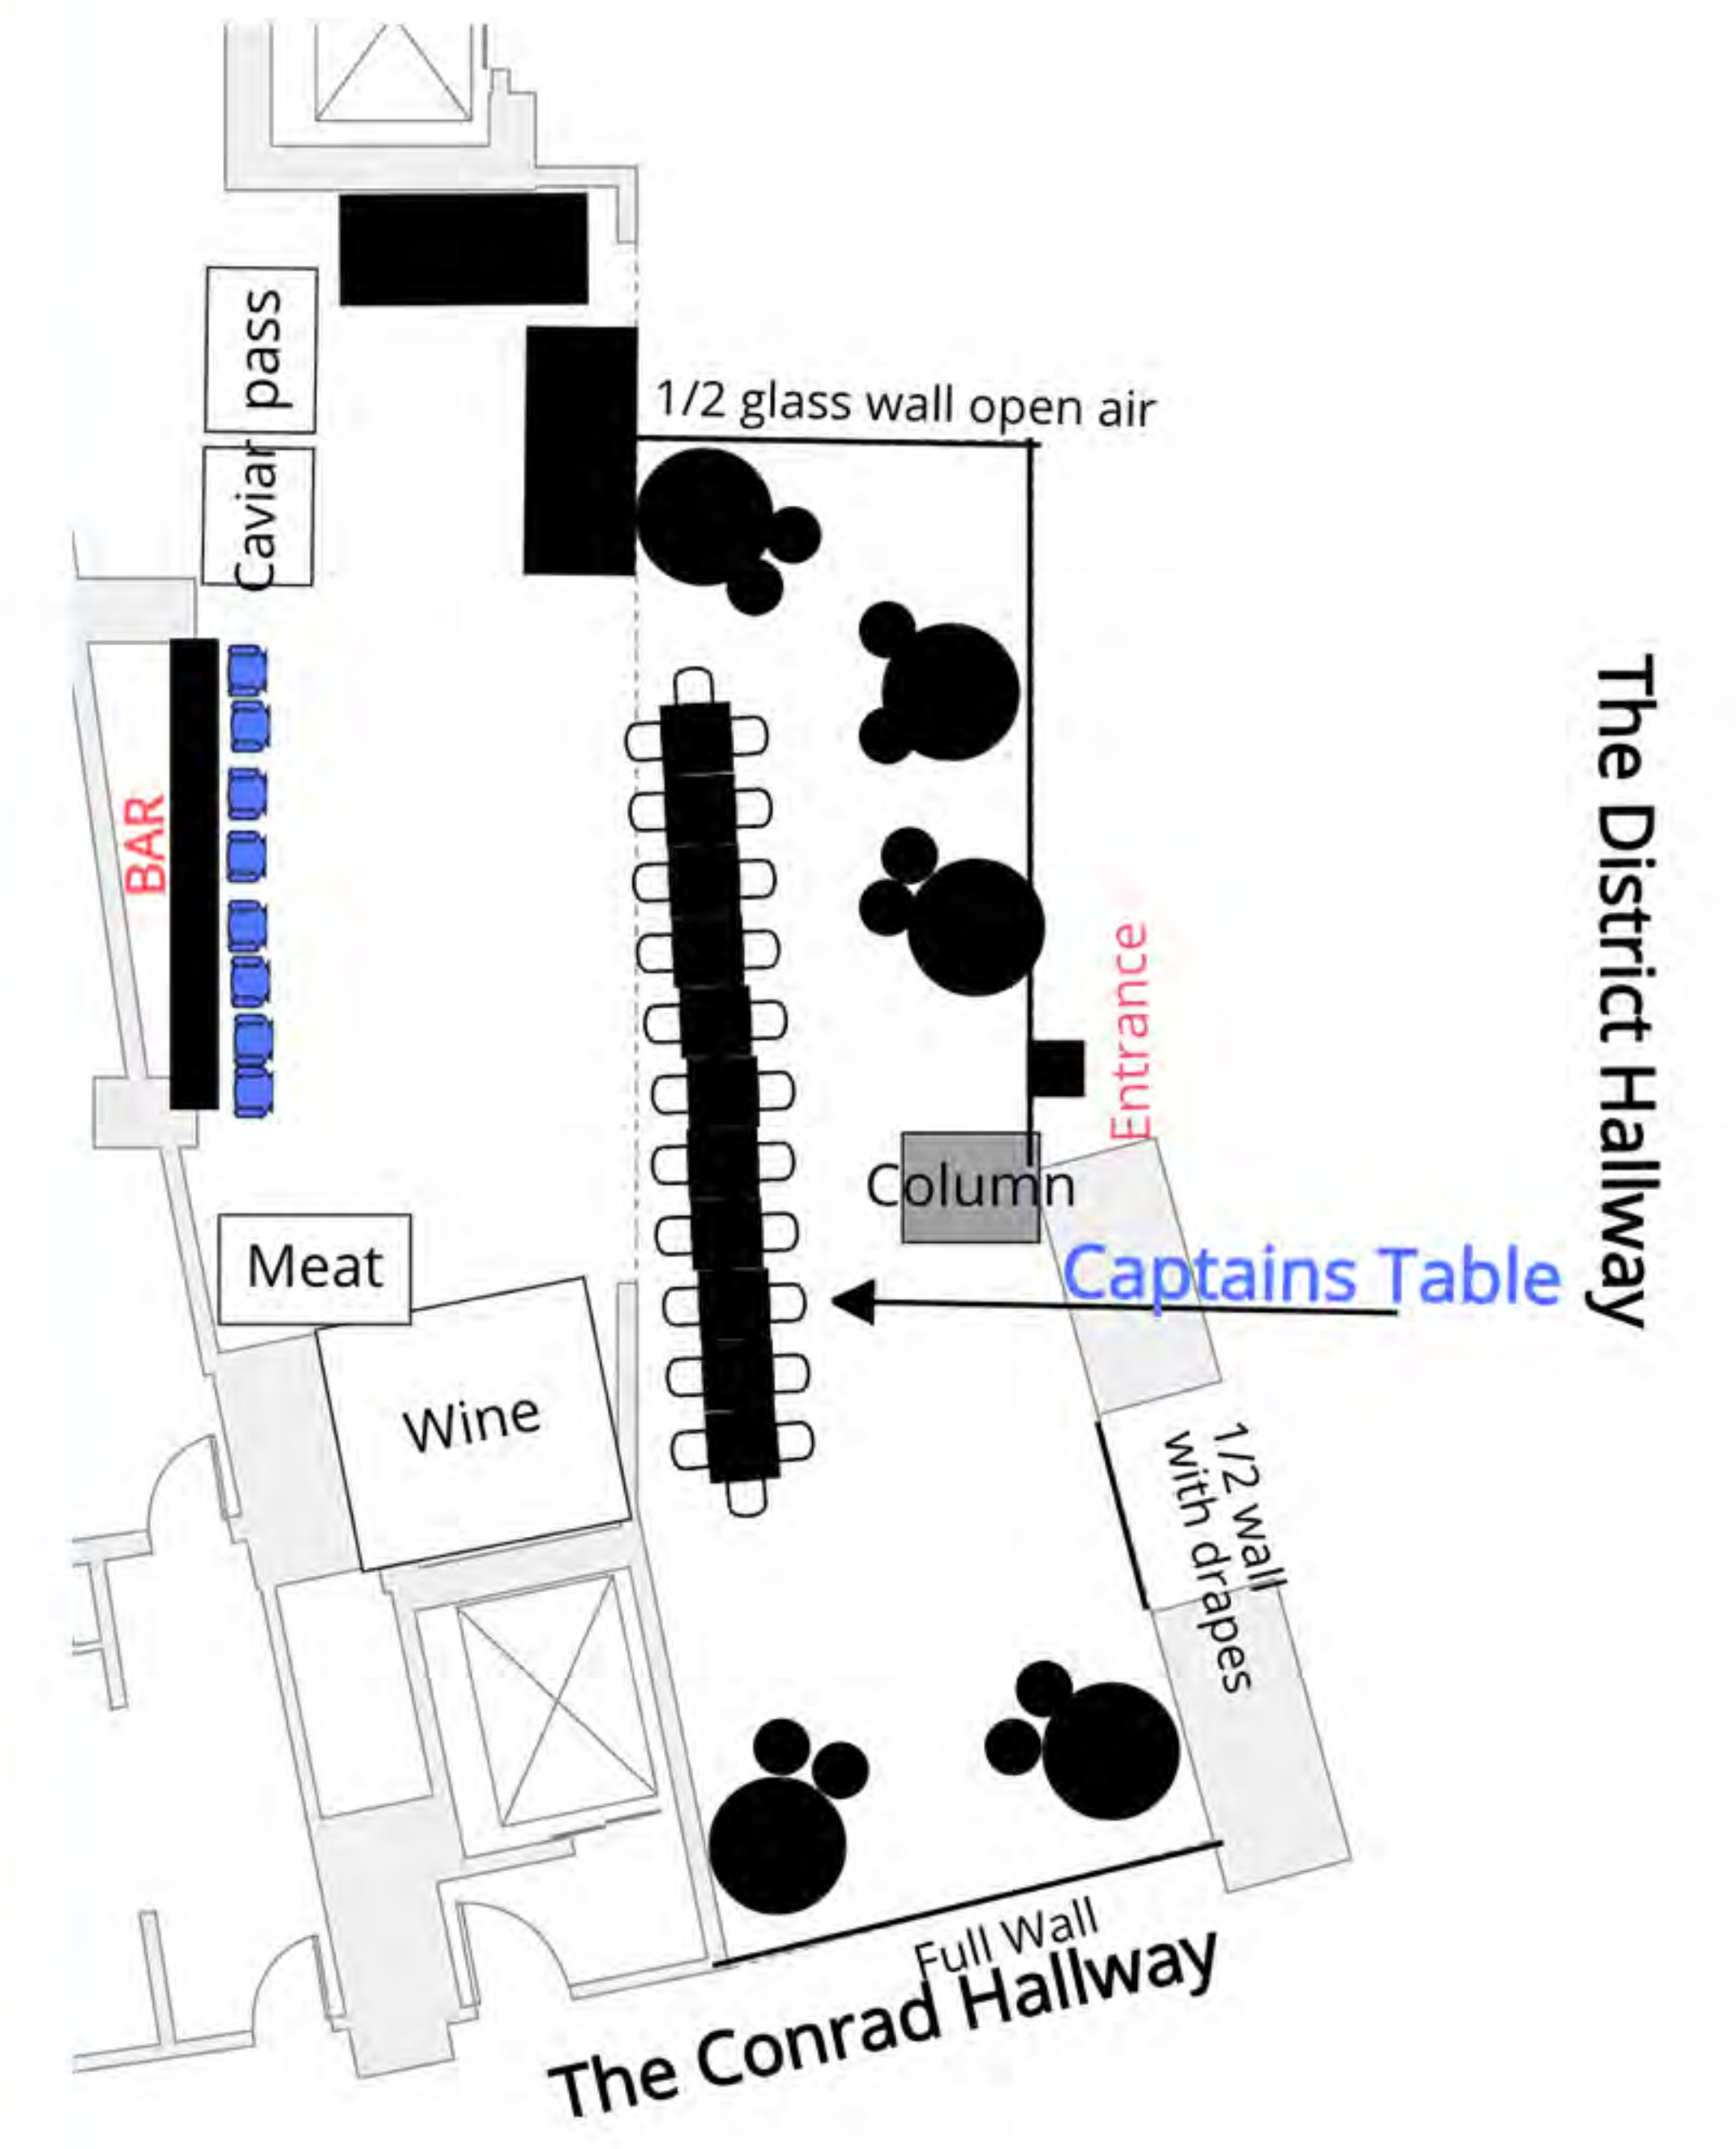 pass
Caviar
1/2 glass wall open air
BAR
Entrance
The District Hallway
Column
Captains Table
Meat
Wine
1/2 wall
with drapes
Full Wall
The Conrad Hallway